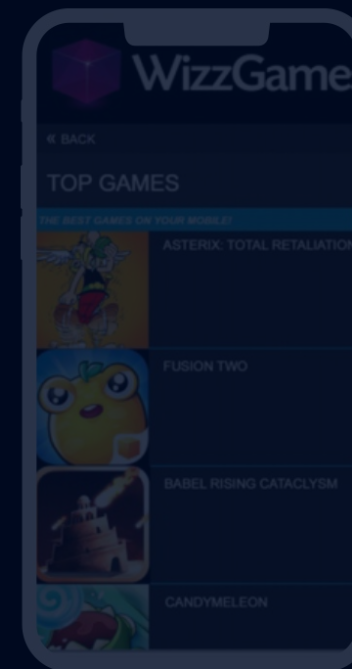 WizzGame
« BACK
TOP GAMES
THE BEST GAMES ON YOUR MOBILE!
ASTERIX: TOTAL RETALIATION
FUSION TWO
BABEL RISING CATACLYSM
CANDYMELEON